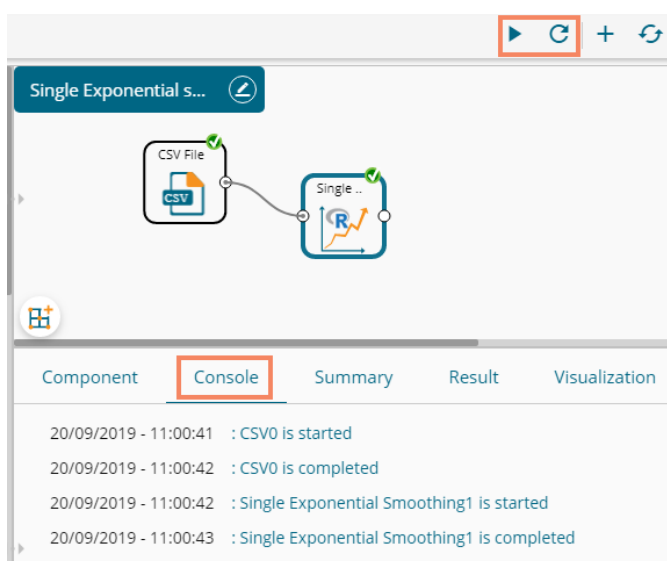 Single Exponential s...
CSV File
CSV
Single ..
R
Component Console Summary Result Visualization
20/09/2019 - 11:00:41 : CSV0 is started
20/09/2019 - 11:00:42 : CSV0 is completed
20/09/2019 - 11:00:42 : Single Exponential Smoothing1 is started
20/09/2019 - 11:00:43 : Single Exponential Smoothing1 is completed